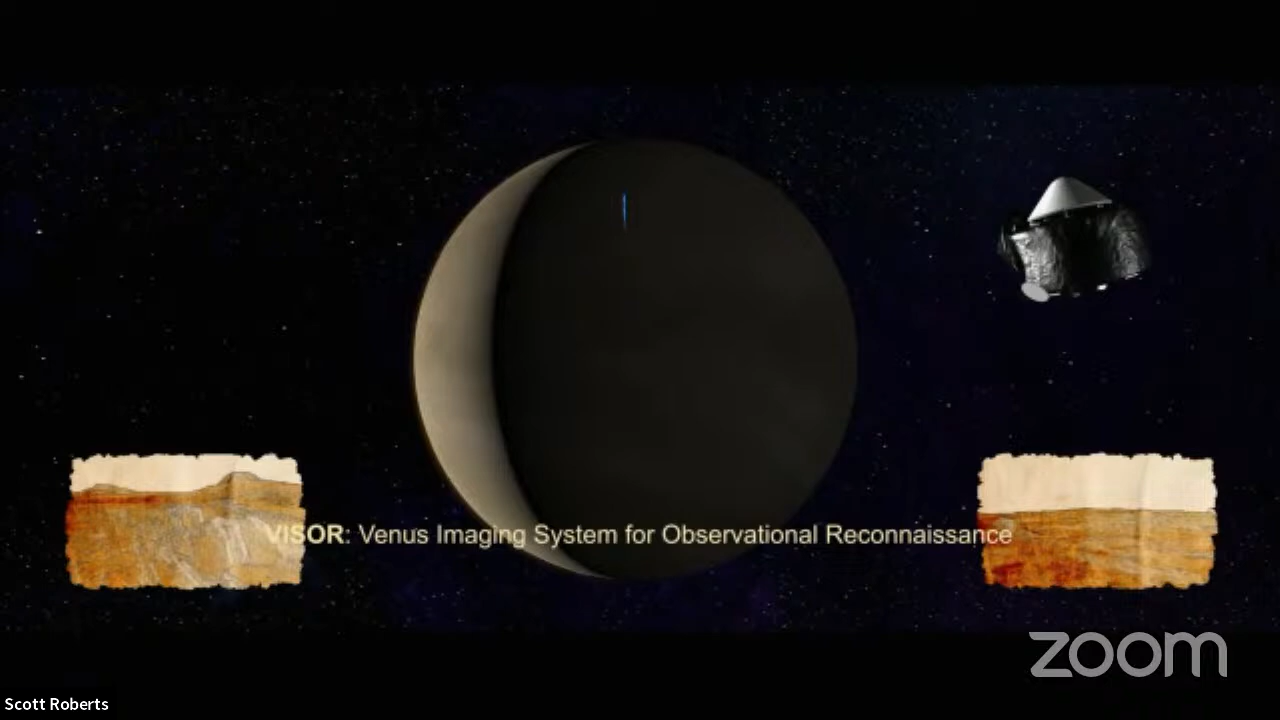 VISOR: Venus Imaging System for Observational Reconnaissance
zoom
Scott Roberts